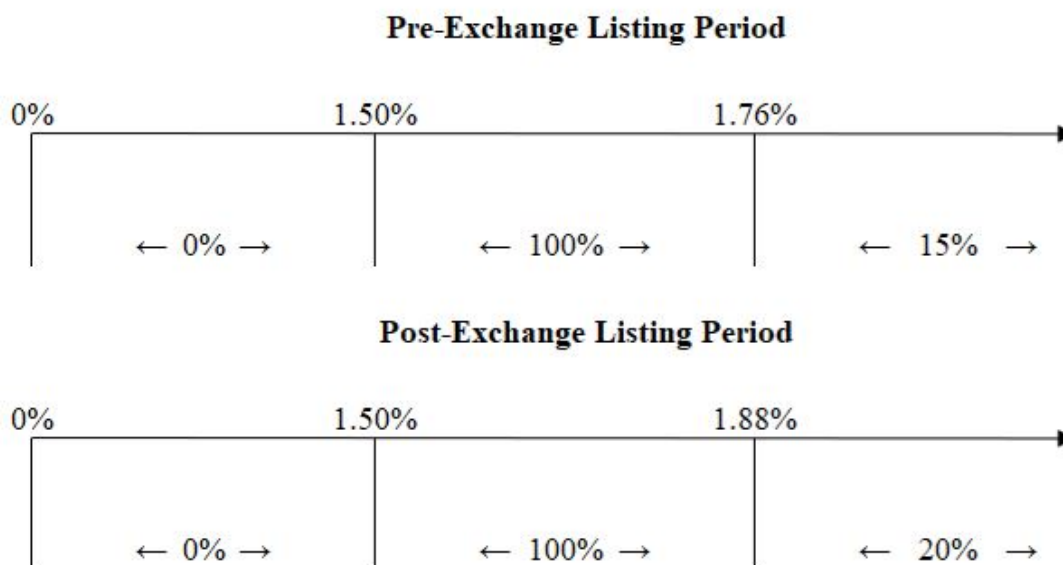 Pre-Exchange Listing Period
0% 1.50% 1.76%
← 0% → ← 100% → ← 15% →
Post-Exchange Listing Period
0% 1.50% 1.88%
← 0% → ← 100% → ← 20% →